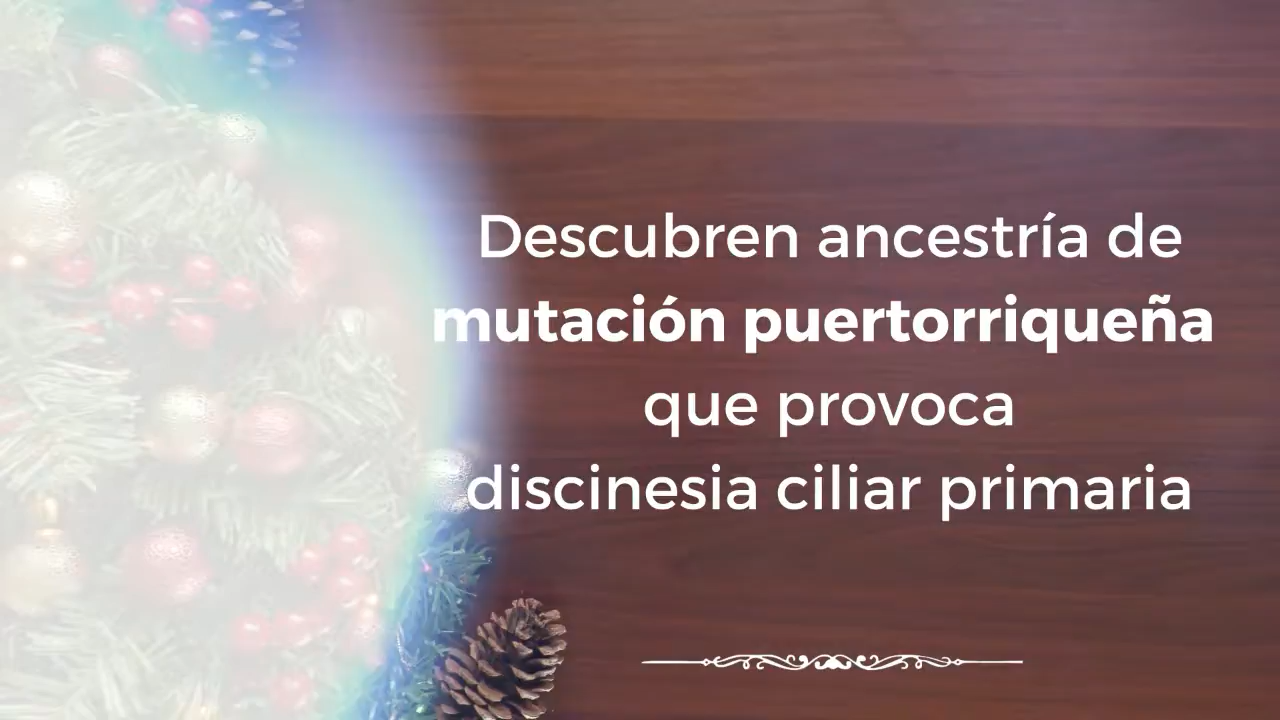 Descubren ancestría de
mutación puertorriqueña
que provoca
discinesia ciliar primaria